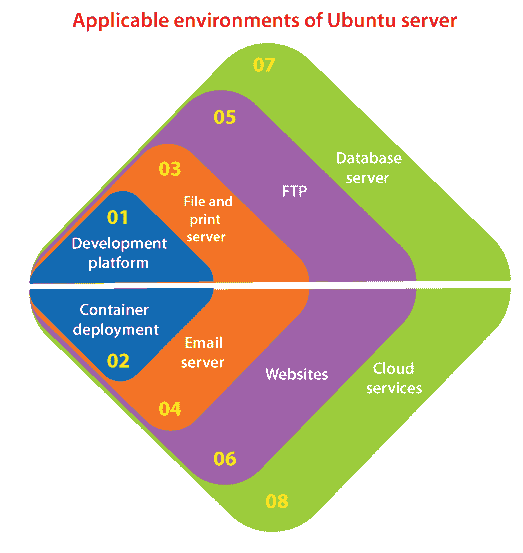 Applicable environments of Ubuntu server
07
Database
server
05
FTP
03
File and
print
server
01
Development
platform
Container
deployment
02
Email
server
04
Websites
06
Cloud
services
08